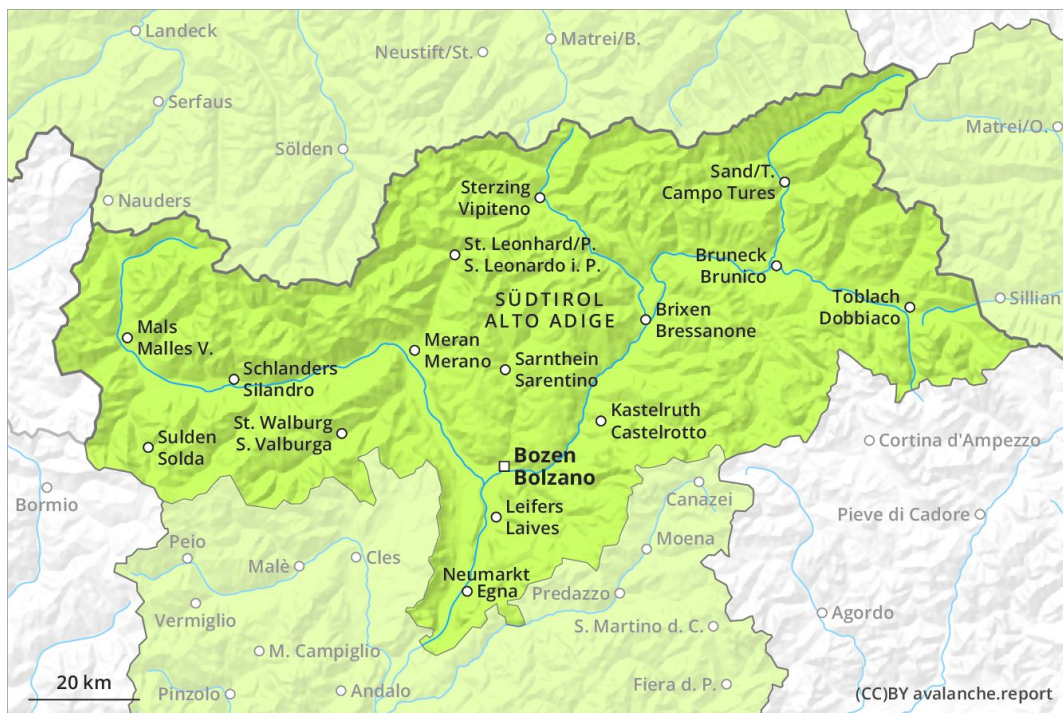 Landeck
Neustift/St.
Matrei/B.
Serfaus
Matrei/O.
Sölden
Sand/T.
Campo Tures
Sterzing
Vipiteno
Nauders
St. Leonhard/P.
S. Leonardo i. P.
Bruneck
Brunico
SÜDTIROL
ALTO ADIGE
Toblach
Dobbiaco
Sillian
Brixen
Bressanone
Mals
Malles V.
Meran
Merano
Sarnthein
Sarentino
Schlanders
Silandro
St. Walburg
S. Valburga
Kastelruth
Castelrotto
Sulden
Solda
Cortina d'Ampezzo
Bozen
Bolzano
Bormio
Canazei
Leifers
Laives
Pieve di Cadore
Peio
Moena
Cles
Malè
Neumarkt
Egna
Predazzo
Vermiglio
Agordo
S. Martino d. C.
M. Campiglio
20 km
Pinzolo
Andalo
Fiera d. P.
(CC)BY avalanche.report